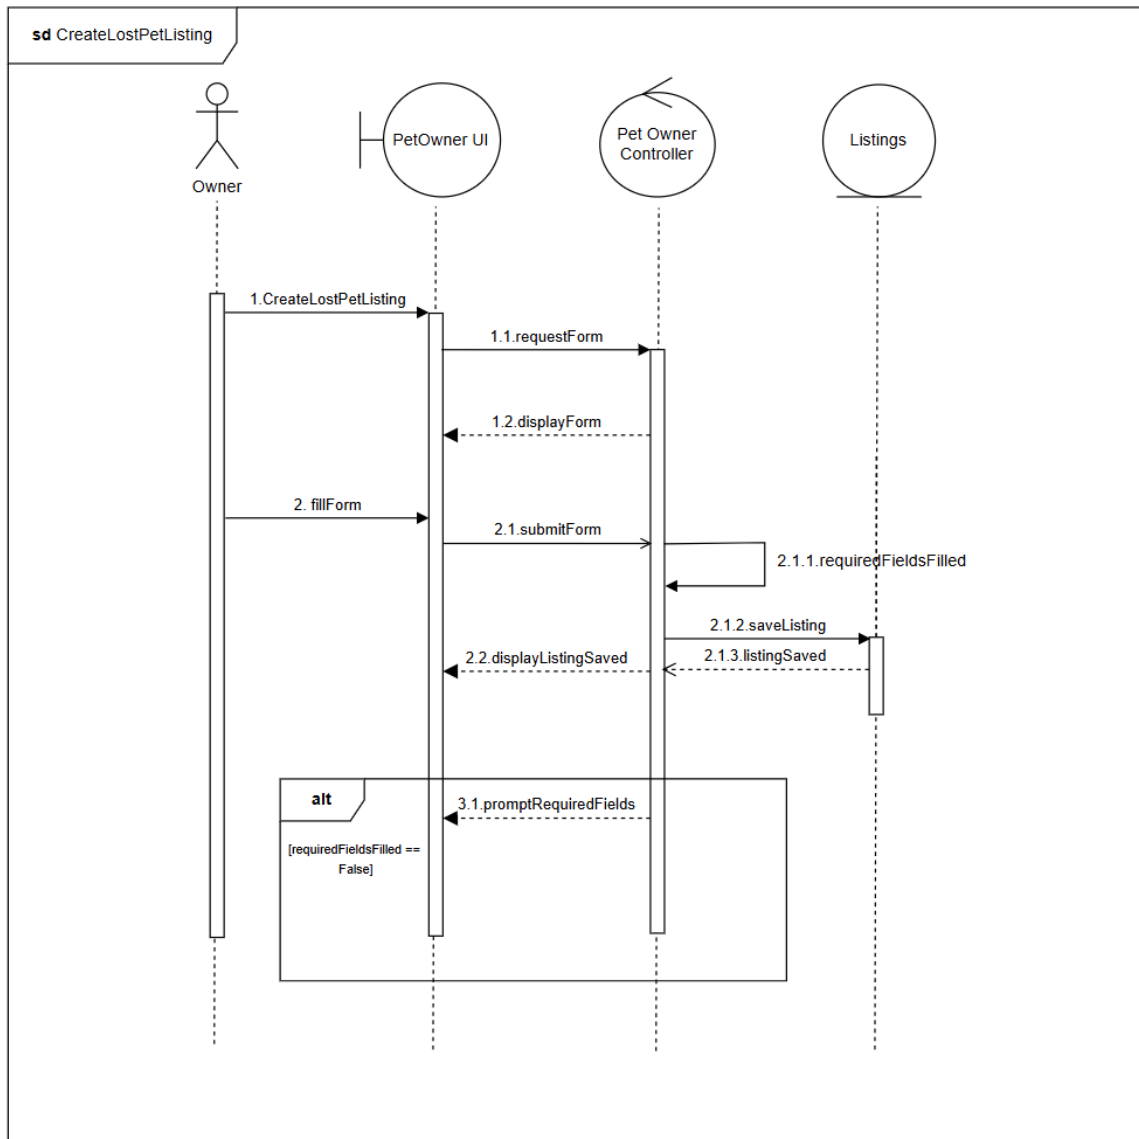 sd CreateLostPetListing
Owner
PetOwner UI
Pet Owner
Controller
Listings
1.CreateLostPetListing
1.1.requestForm
1.2.displayForm
2. fillForm
2.1.submitForm
2.1.1.requiredFieldsFilled
2.1.2.saveListing
2.1.3.listingSaved
2.2.displayListingSaved
alt
3.1.promptRequiredFields
[requiredFieldsFilled ==
False]